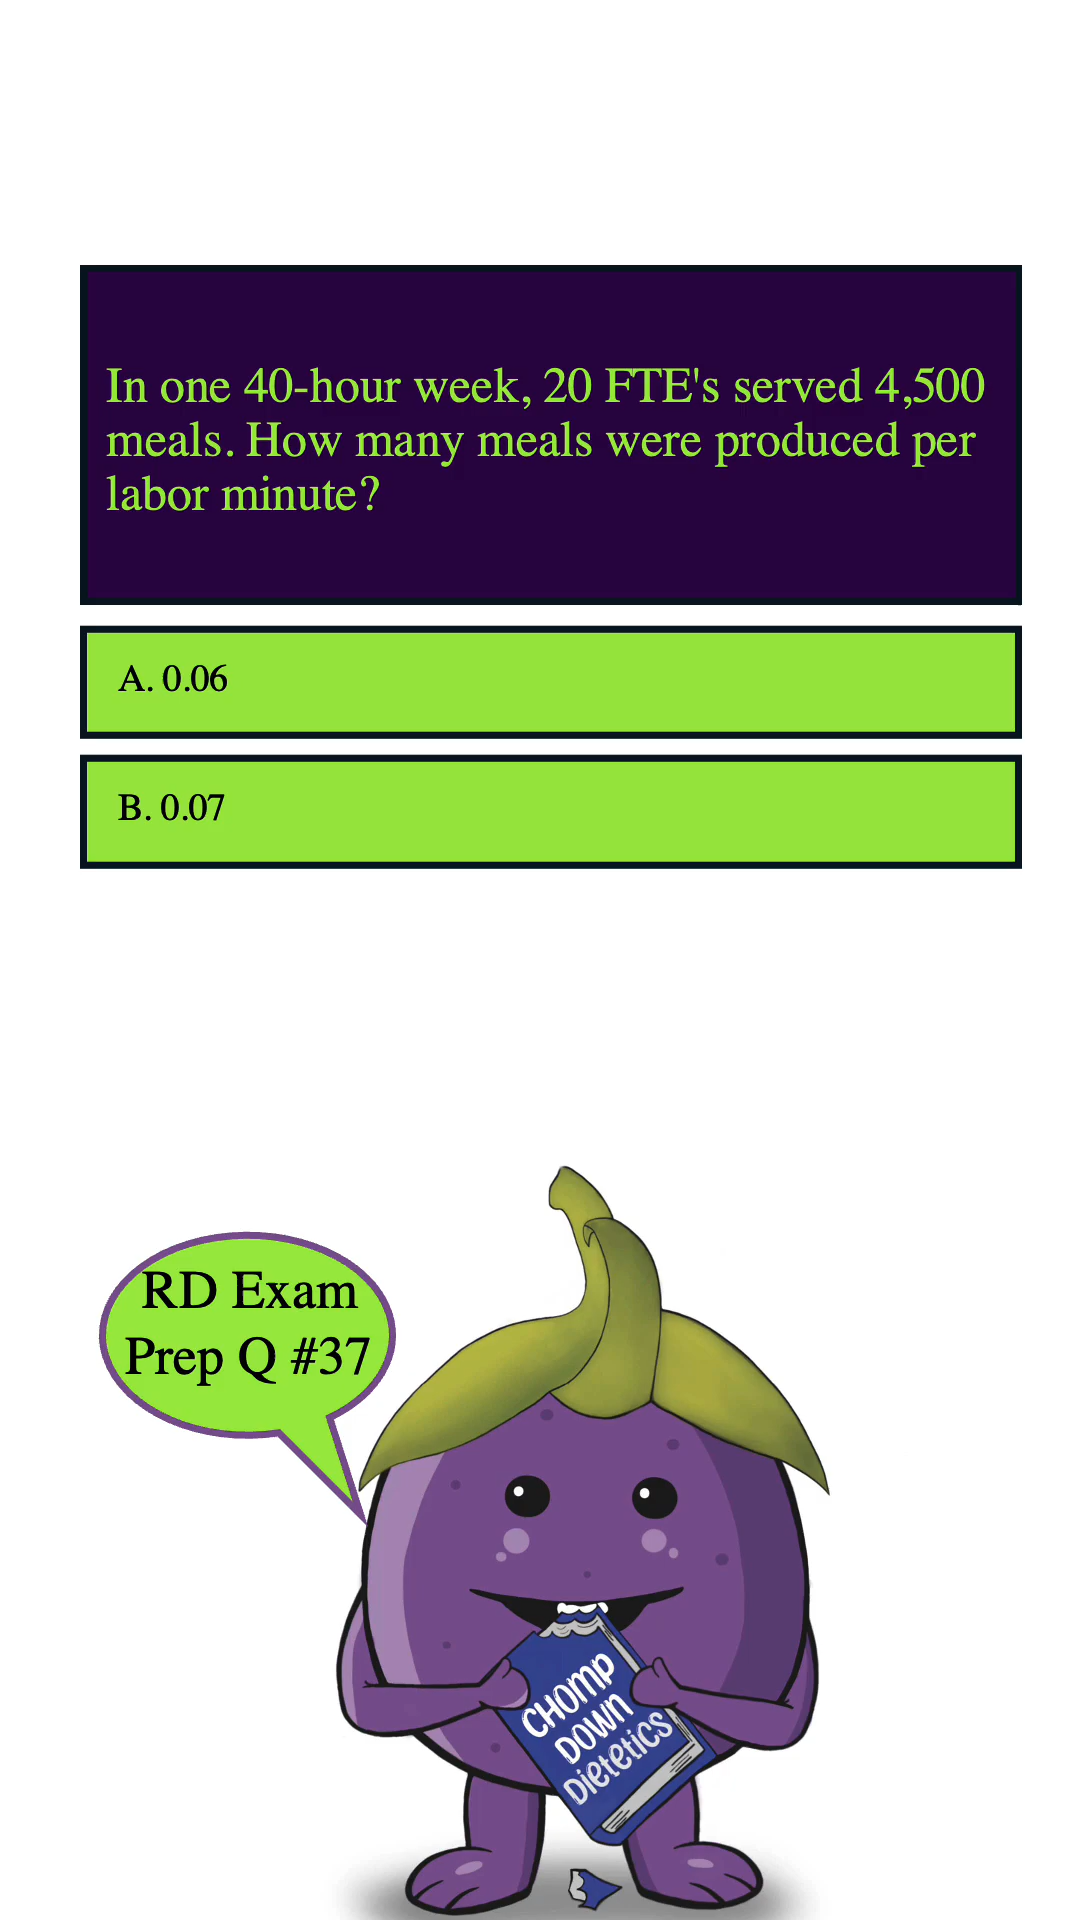 In one 40-hour week, 20 FTE's served 4,500
meals. How many meals were produced per
labor minute?
A. 0.06
B. 0.07
RD Exam
Prep Q #37
CHOMP
DOWN
Dietetics